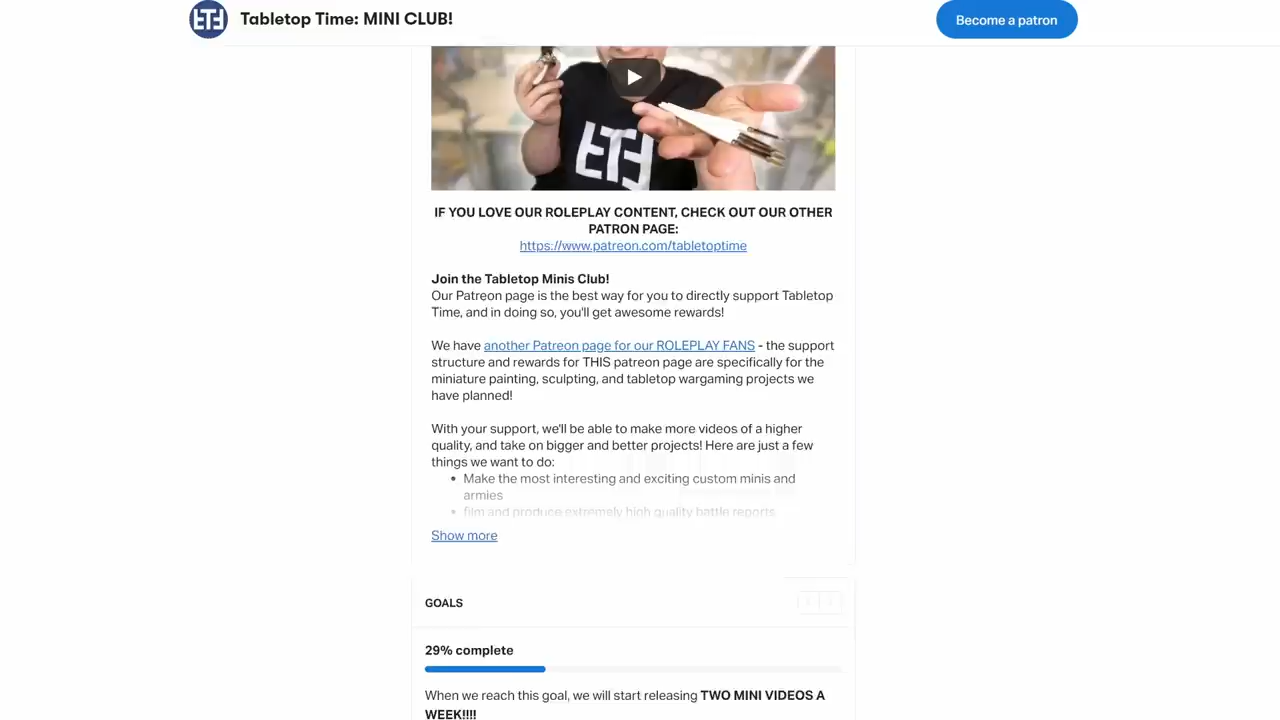 Tabletop Time: MINI CLUB!
Become a patron
IF YOU LOVE OUR ROLEPLAY CONTENT, CHECK OUT OUR OTHER
PATRON PAGE:
https://www.patreon.com/tabletoptime
Join the Tabletop Minis Club!
Our Patreon page is the best way for you to directly support Tabletop
Time, and in doing so, you'll get awesome rewards!
We have another Patreon page for our ROLEPLAY FANS - the support
structure and rewards for THIS patreon page are specifically for the
miniature painting, sculpting, and tabletop wargaming projects we
have planned!
With your support, we'll be able to make more videos of a higher
quality, and take on bigger and better projects! Here are just a few
things we want to do:
• Make the most interesting and exciting custom minis and
armies
• film and produce extremely high quality battle reports
Show more
GOALS
29% complete
When we reach this goal, we will start releasing TWO MINI VIDEOS A
WEEK!!!!